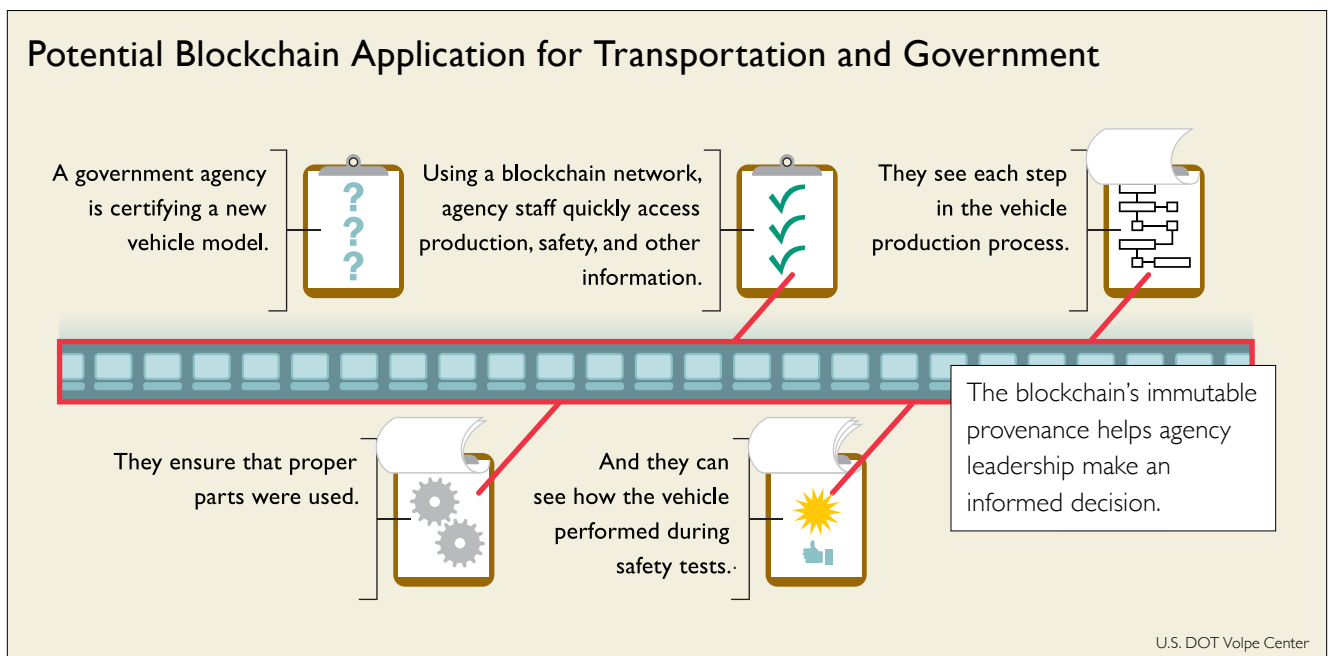 Potential Blockchain Application for Transportation and Government
A government agency
is certifying a new
vehicle model.
?
?
?
Using a blockchain network,
agency staff quickly access
production, safety, and other
information.
They see each step
in the vehicle
production process.
They ensure that proper
parts were used.
And they can
see how the vehicle
performed during
safety tests.
The blockchain’s immutable
provenance helps agency
leadership make an
informed decision.
U.S. DOT Volpe Center